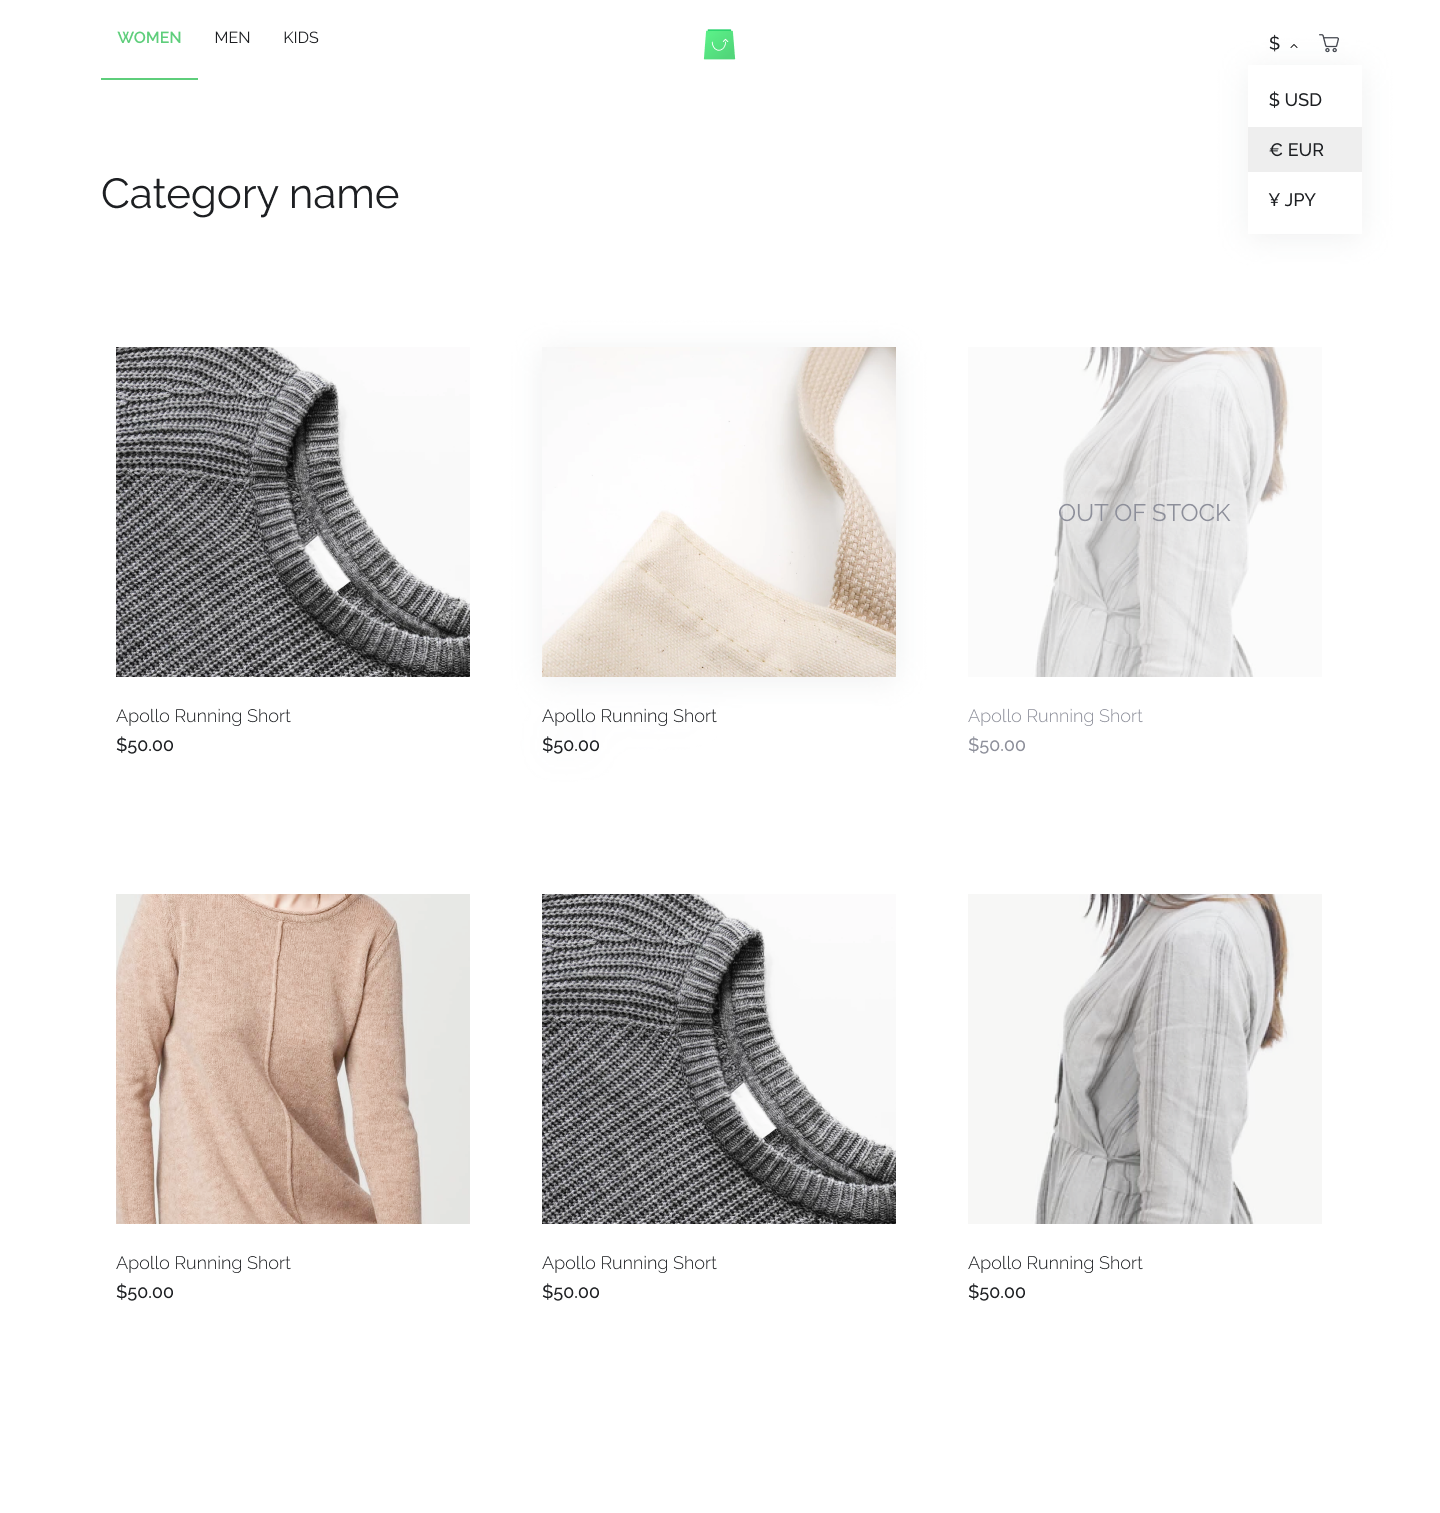 WOMEN MEN KIDS
$
$ USD
€ EUR
¥ JPY
Category name
OUT OF STOCK
Apollo Running Short
$50.00
Apollo Running Short
$50.00
Apollo Running Short
$50.00
Apollo Running Short
$50.00
Apollo Running Short
$50.00
Apollo Running Short
$50.00